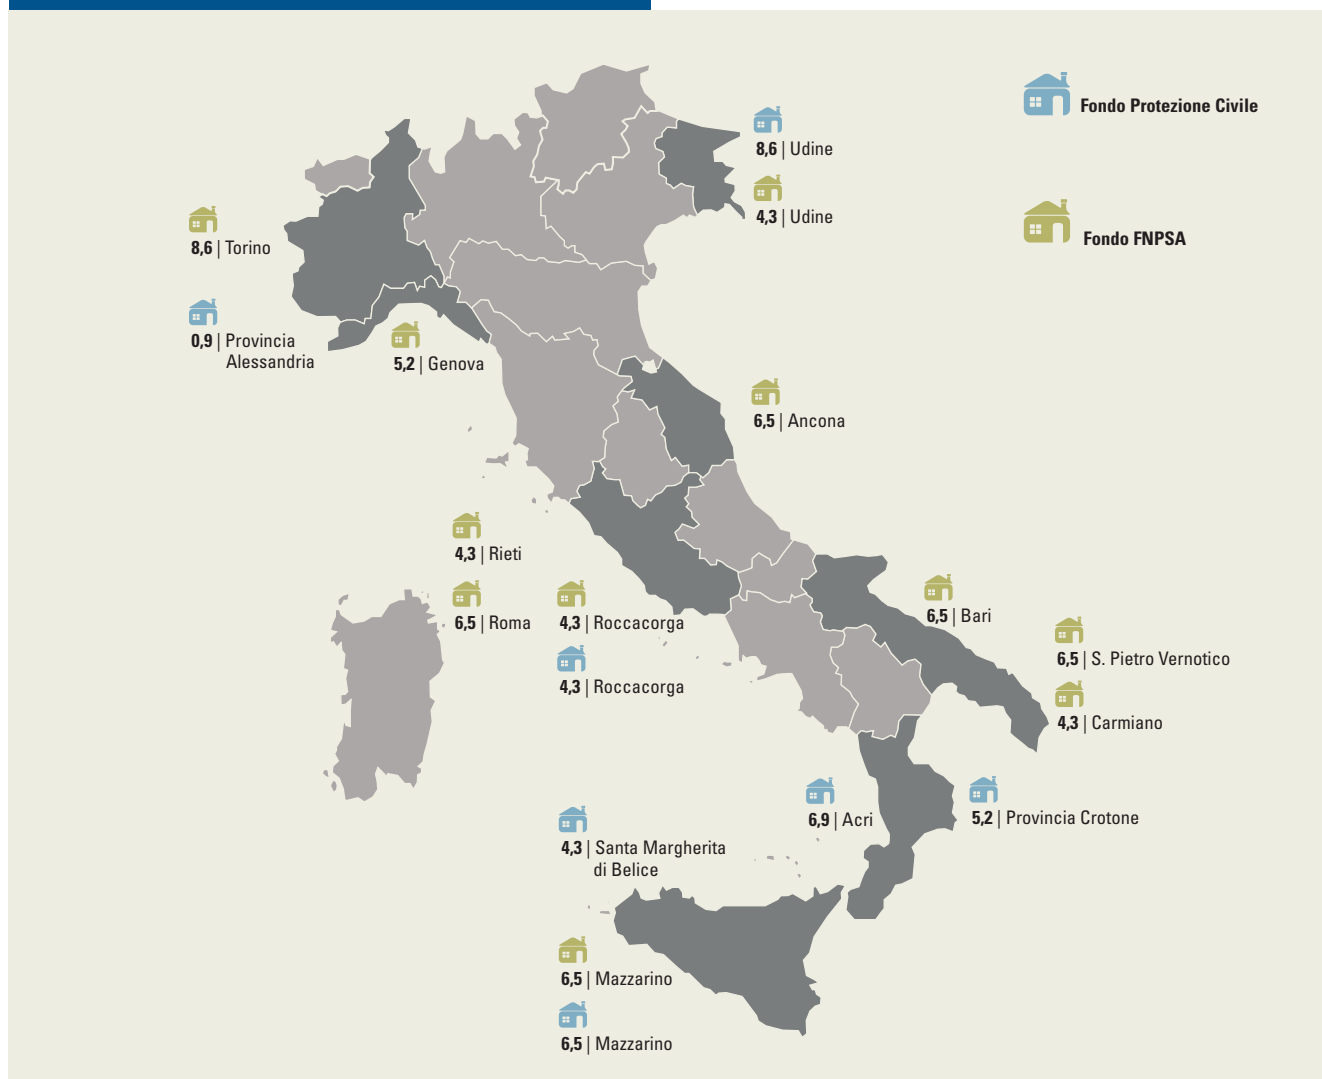 Fondo Protezione Civile
8,6 | Udine
4,3 | Udine
Fondo FNPSA
8,6 | Torino
0,9 | Provincia
Alessandria
5,2 | Genova
6,5 | Ancona
4,3 | Rieti
6,5 | Roma
4,3 | Roccacorga
4,3 | Roccacorga
6,5 | Bari
6,5 | S. Pietro Vernotico
4,3 | Carmiano
6,9 | Acri
5,2 | Provincia Crotone
4,3 | Santa Margherita
di Belice
6,5 | Mazzarino
6,5 | Mazzarino